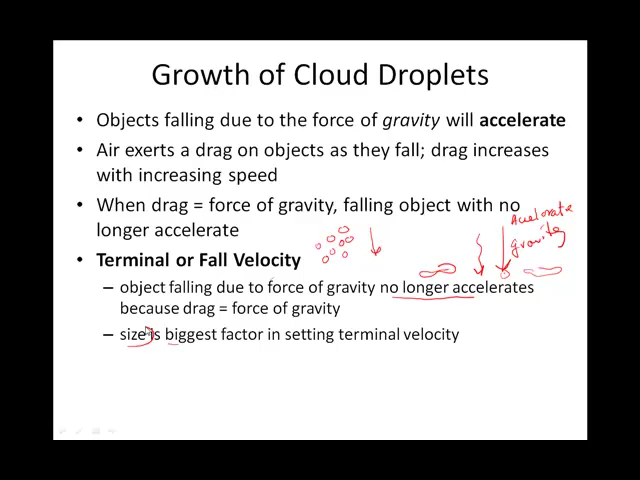 Growth of Cloud Droplets
• Objects falling due to the force of gravity will accelerate
• Air exerts a drag on objects as they fall; drag increases
with increasing speed
• When drag = force of gravity, falling object with no
longer accelerate
Acelorate
gravity
• Terminal or Fall Velocity
– object falling due to force of gravity no longer accelerates
because drag = force of gravity
– size is biggest factor in setting terminal velocity